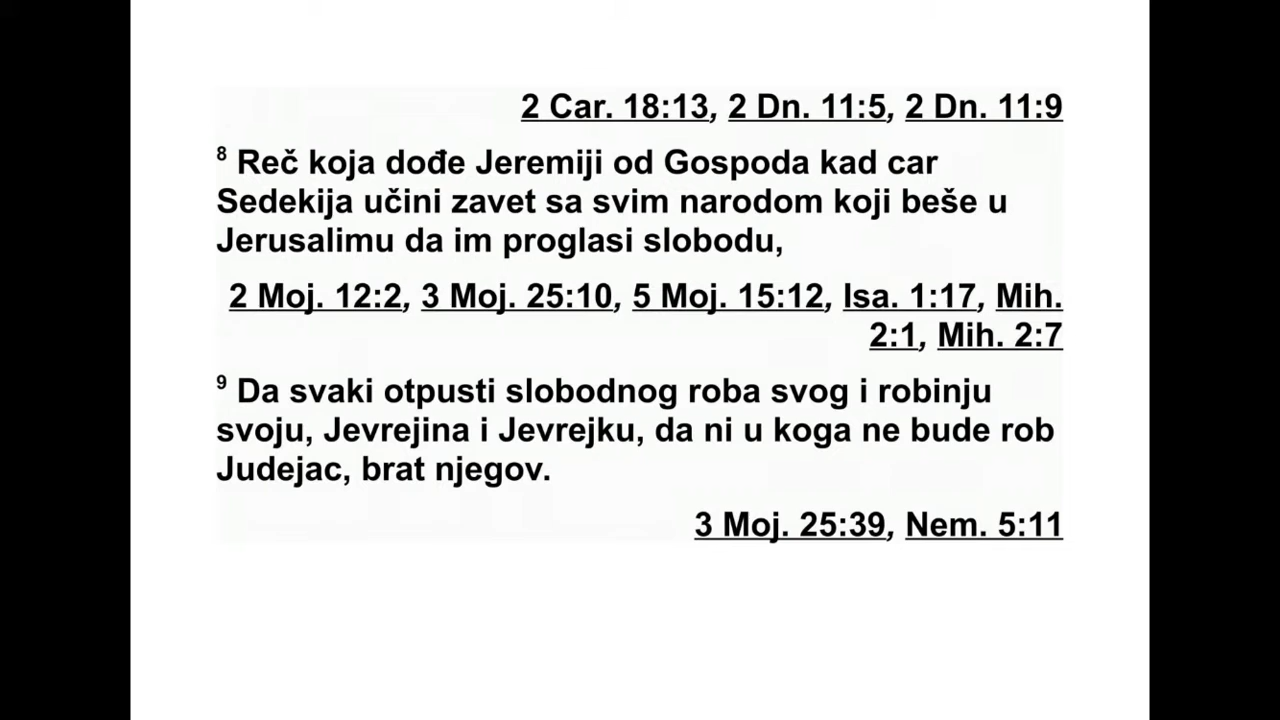 2 Car. 18:13, 2 Dn. 11:5, 2 Dn. 11:9
8 Reč koja dođe Jeremiji od Gospoda kad car
Sedekija učini zavet sa svim narodom koji beše u
Jerusalimu da im proglasi slobodu,
2 Moj. 12:2, 3 Moj. 25:10, 5 Moj. 15:12, Isa. 1:17, Mih.
2:1, Mih. 2:7
9 Da svaki otpusti slobodnog roba svog i robinju
svoju, Jevrejina i Jevrejku, da ni u koga ne bude rob
Judejac, brat njegov.
3 Moj. 25:39, Nem. 5:11